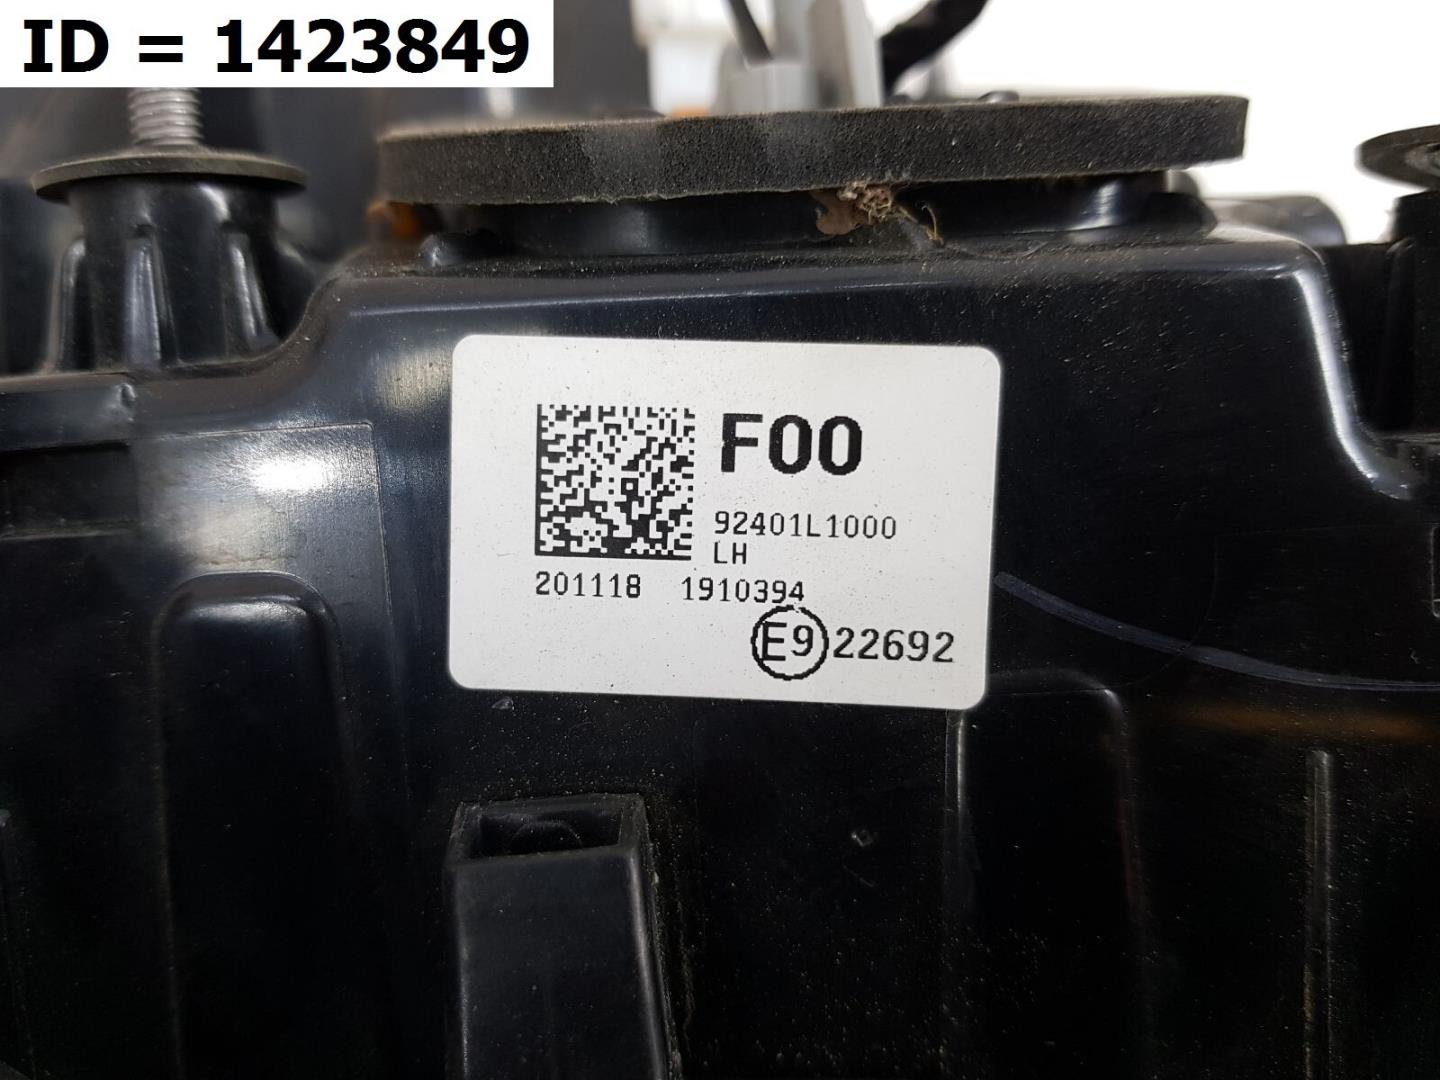 ID = 1423849
F00
92401L1000
LH
201118 1910394
E9 22692